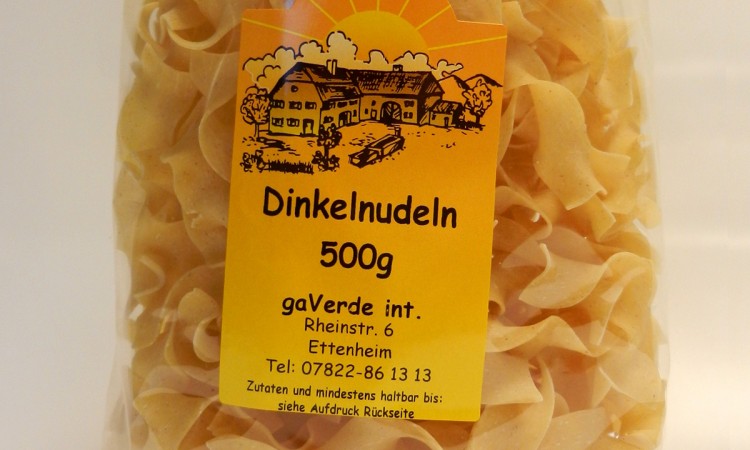 Dinkelnudeln
500g
gaVerde int.
Rheinstr. 6
Ettenheim
Tel: 07822-86 13 13
Zutaten und mindestens haltbar bis:
siehe Aufdruck Rückseite